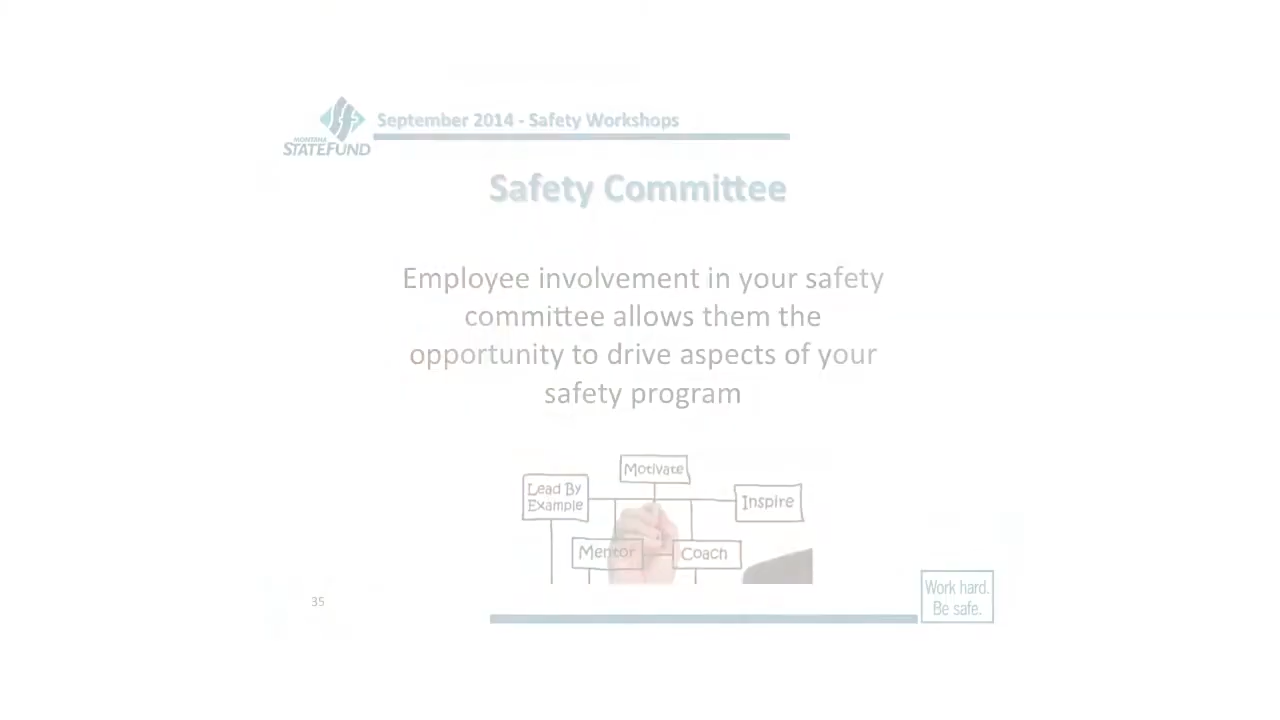 September 2014 - Safety Workshops
MONTANA
STATEFUND
Safety Committee
Employee involvement in your safety
committee allows them the
opportunity to drive aspects of your
safety program
Motivate
Lead By
Example
Inspire
Mentor
Coach
Work hard.
Be safe.
35